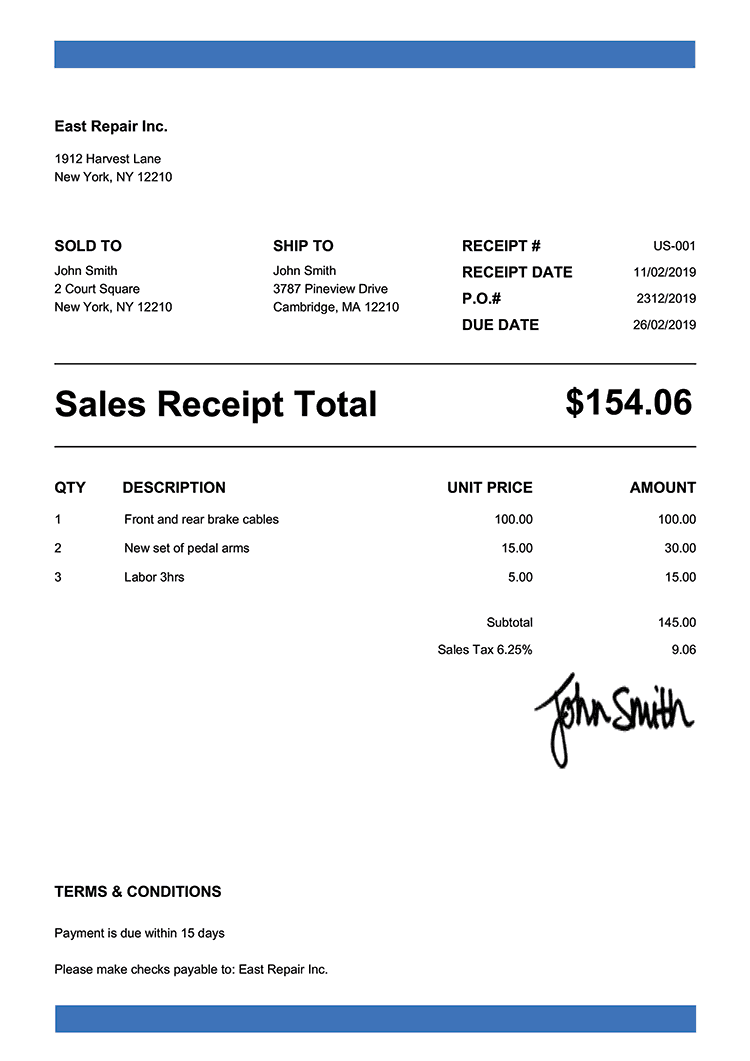 East Repair Inc.
1912 Harvest Lane
New York, NY 12210
SOLD TO
John Smith
2 Court Square
New York, NY 12210
SHIP TO
John Smith
3787 Pineview Drive
Cambridge, MA 12210
RECEIPT # US-001
RECEIPT DATE 11/02/2019
P.O.# 2312/2019
DUE DATE 26/02/2019
Sales Receipt Total $154.06
QTY DESCRIPTION UNIT PRICE AMOUNT
1 Front and rear brake cables 100.00 100.00
2 New set of pedal arms 15.00 30.00
3 Labor 3hrs 5.00 15.00
Subtotal 145.00
Sales Tax 6.25% 9.06
John Smith
TERMS & CONDITIONS
Payment is due within 15 days
Please make checks payable to: East Repair Inc.